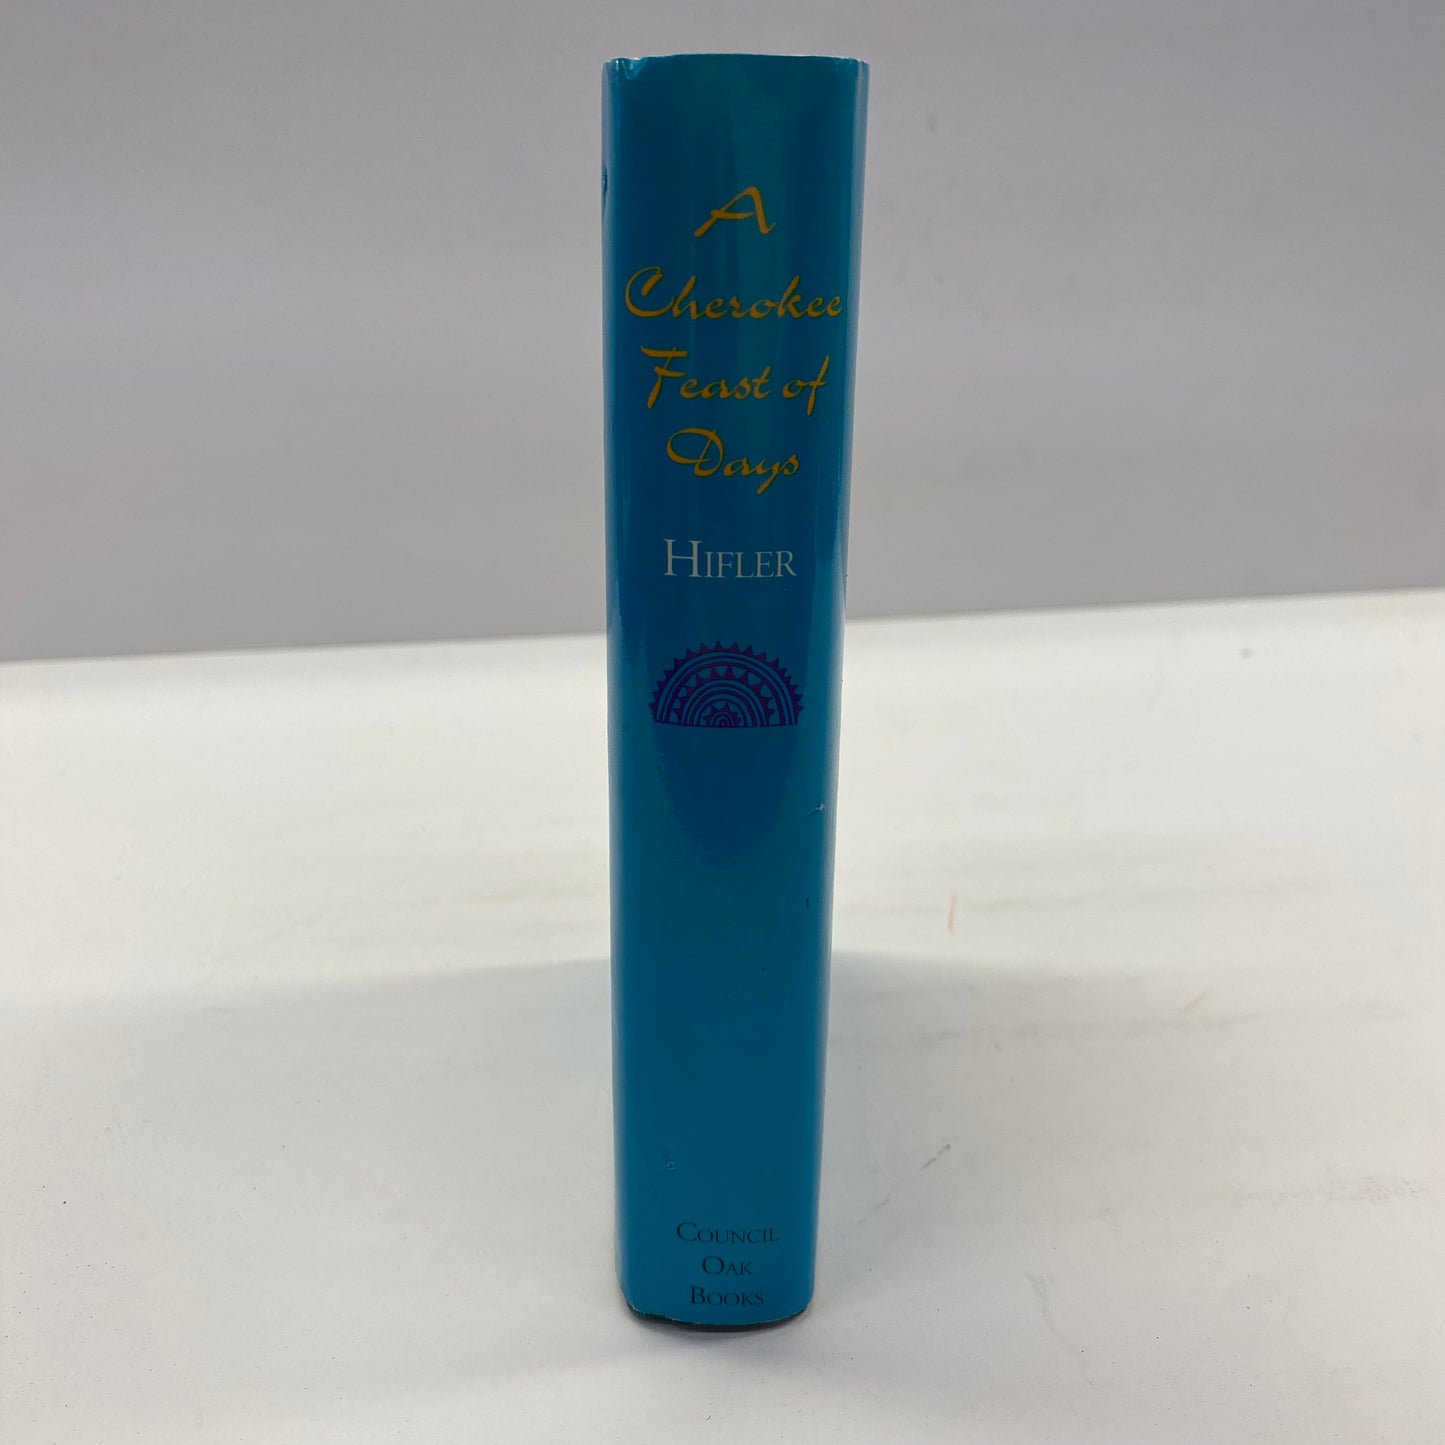 A
Cherokee
Feast of
Days
HIFLER
COUNCIL
OAK
BOOKS